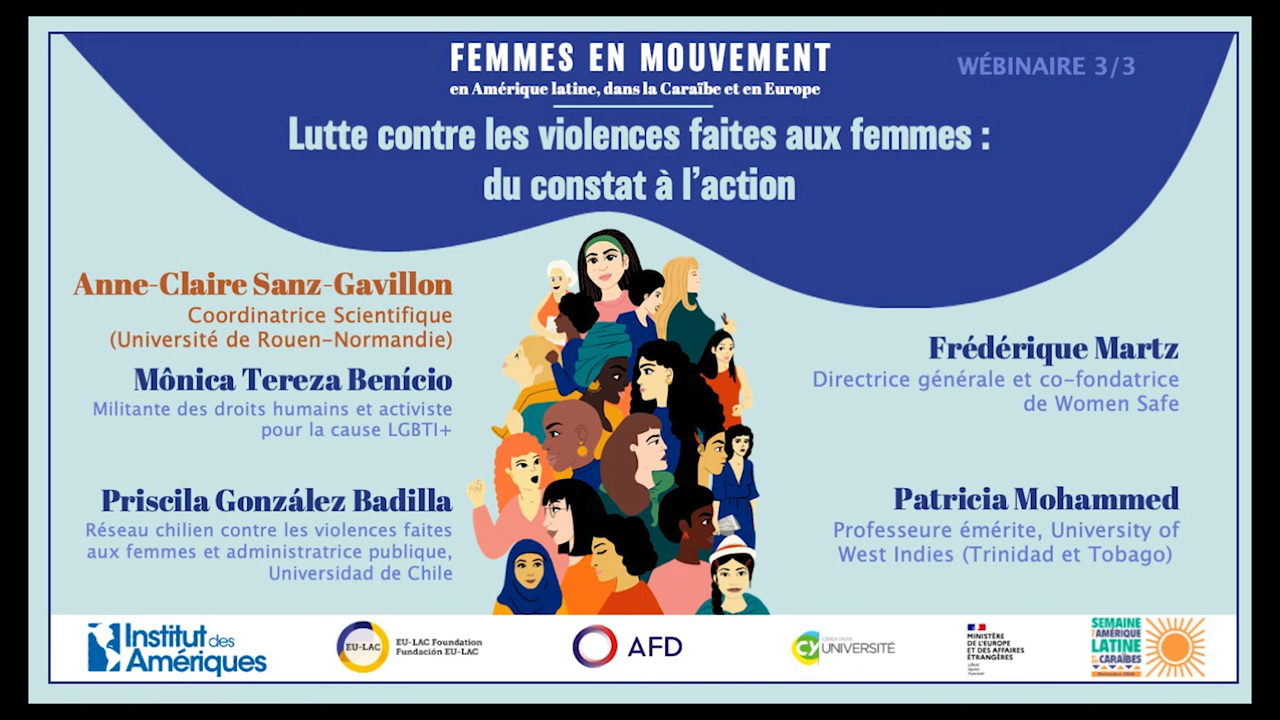 FEMMES EN MOUVEMENT
en Amérique latine, dans la Caraïbe et en Europe
WÉBINAIRE 3/3
Lutte contre les violences faites aux femmes :
du constat à l'action
Anne-Claire Sanz-Gavillon
Coordinatrice Scientifique
(Université de Rouen-Normandie)
Mônica Tereza Benício
Militante des droits humains et activiste
pour la cause LGBTI+
Priscila González Badilla
Réseau chilien contre les violences faites
aux femmes et administratrice publique,
Universidad de Chile
Frédérique Martz
Directrice générale et co-fondatrice
de Women Safe
Patricia Mohammed
Professeure émérite, University of
West Indies (Trinidad et Tobago)
Institut des
Amériques
EU-LAC
EU-LAC Foundation
Fundación EU-LAC
AFD
CY
CERGY PARIS
UNIVERSITÉ
MINISTÈRE
DE L'EUROPE
ET DES AFFAIRES
ÉTRANGÈRES
Liberté
Égalité
Fraternité
SEMAINE
AMÉRIQUE
LATINE
CARAÏBES